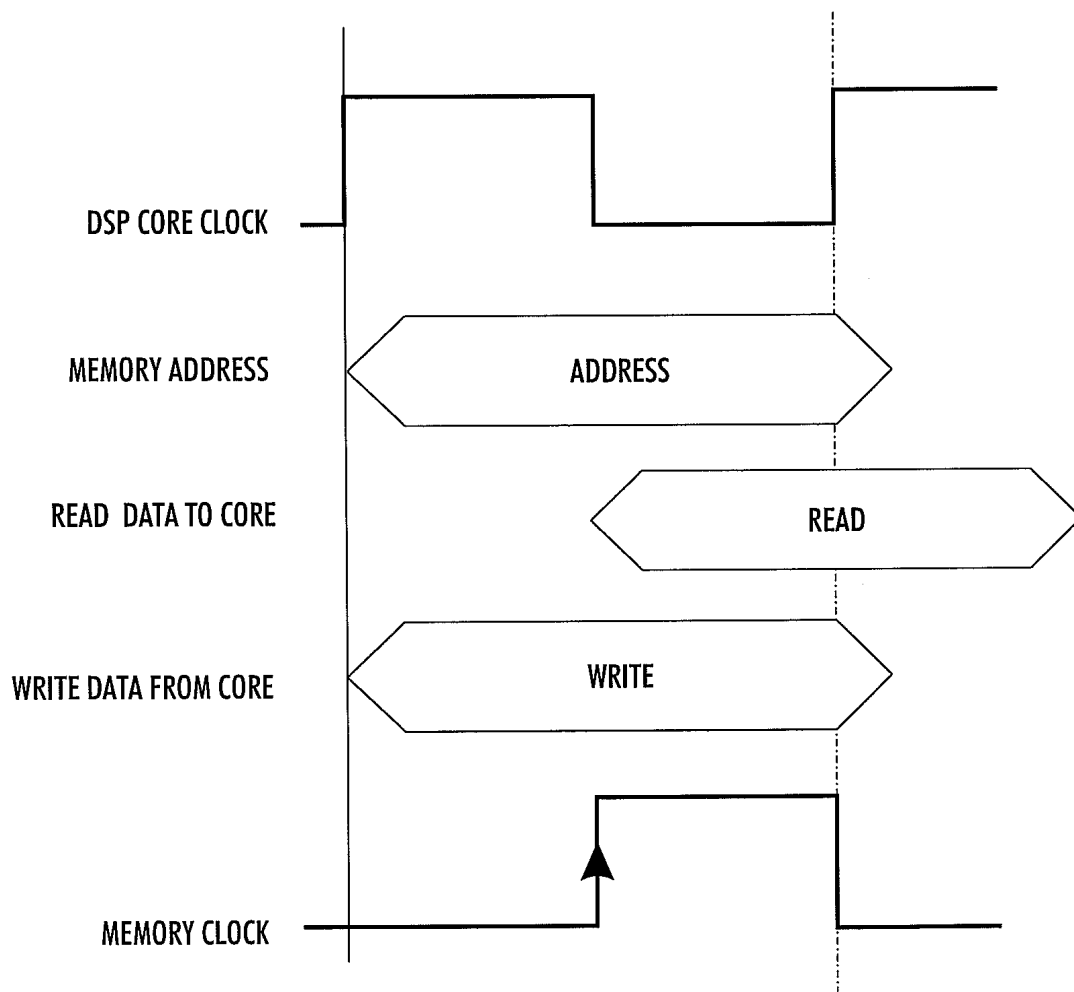 DSP CORE CLOCK
MEMORY ADDRESS
ADDRESS
READ DATA TO CORE
READ
WRITE DATA FROM CORE
WRITE
MEMORY CLOCK